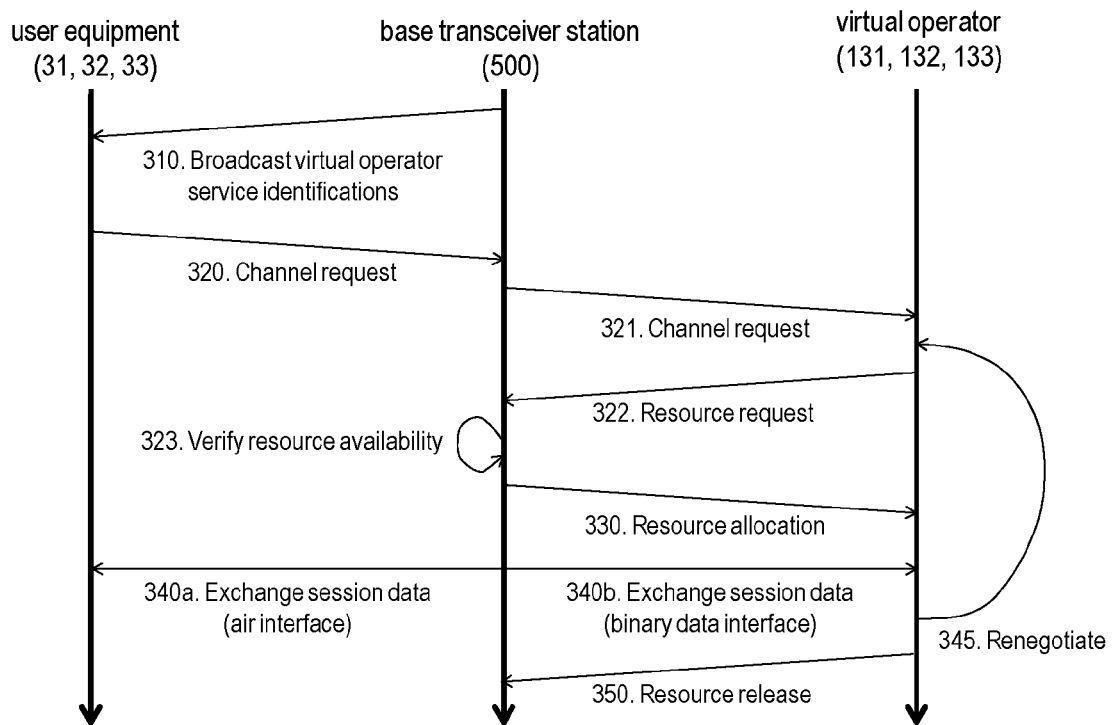 user equipment
(31, 32, 33)
base transceiver station
(500)
virtual operator
(131, 132, 133)
310. Broadcast virtual operator
service identifications
320. Channel request
321. Channel request
322. Resource request
323. Verify resource availability
330. Resource allocation
340a. Exchange session data
(air interface)
340b. Exchange session data
(binary data interface)
345. Renegotiate
350. Resource release